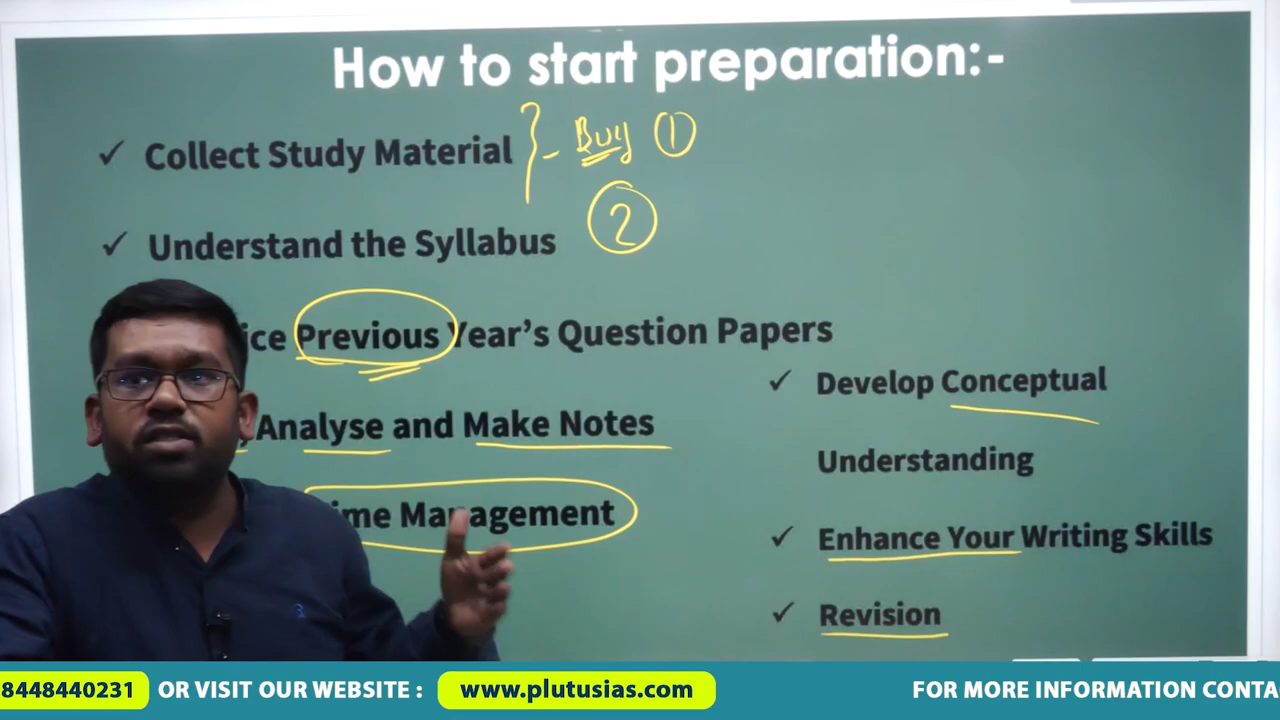 How to start preparation:-
✓ Collect Study Material } - Buy ①
②
✓ Understand the Syllabus
ice Previous Year's Question Papers
, Analyse and Make Notes
ime Management
✓ Develop Conceptual
Understanding
✓ Enhance Your Writing Skills
✓ Revision
8448440231 OR VISIT OUR WEBSITE : www.plutusias.com FOR MORE INFORMATION CONTA